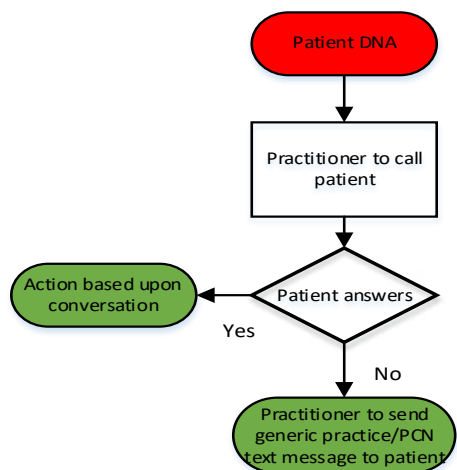 Patient DNA
Practitioner to call
patient
Patient answers
Action based upon
conversation
Yes
No
Practitioner to send
generic practice/PCN
text message to patient